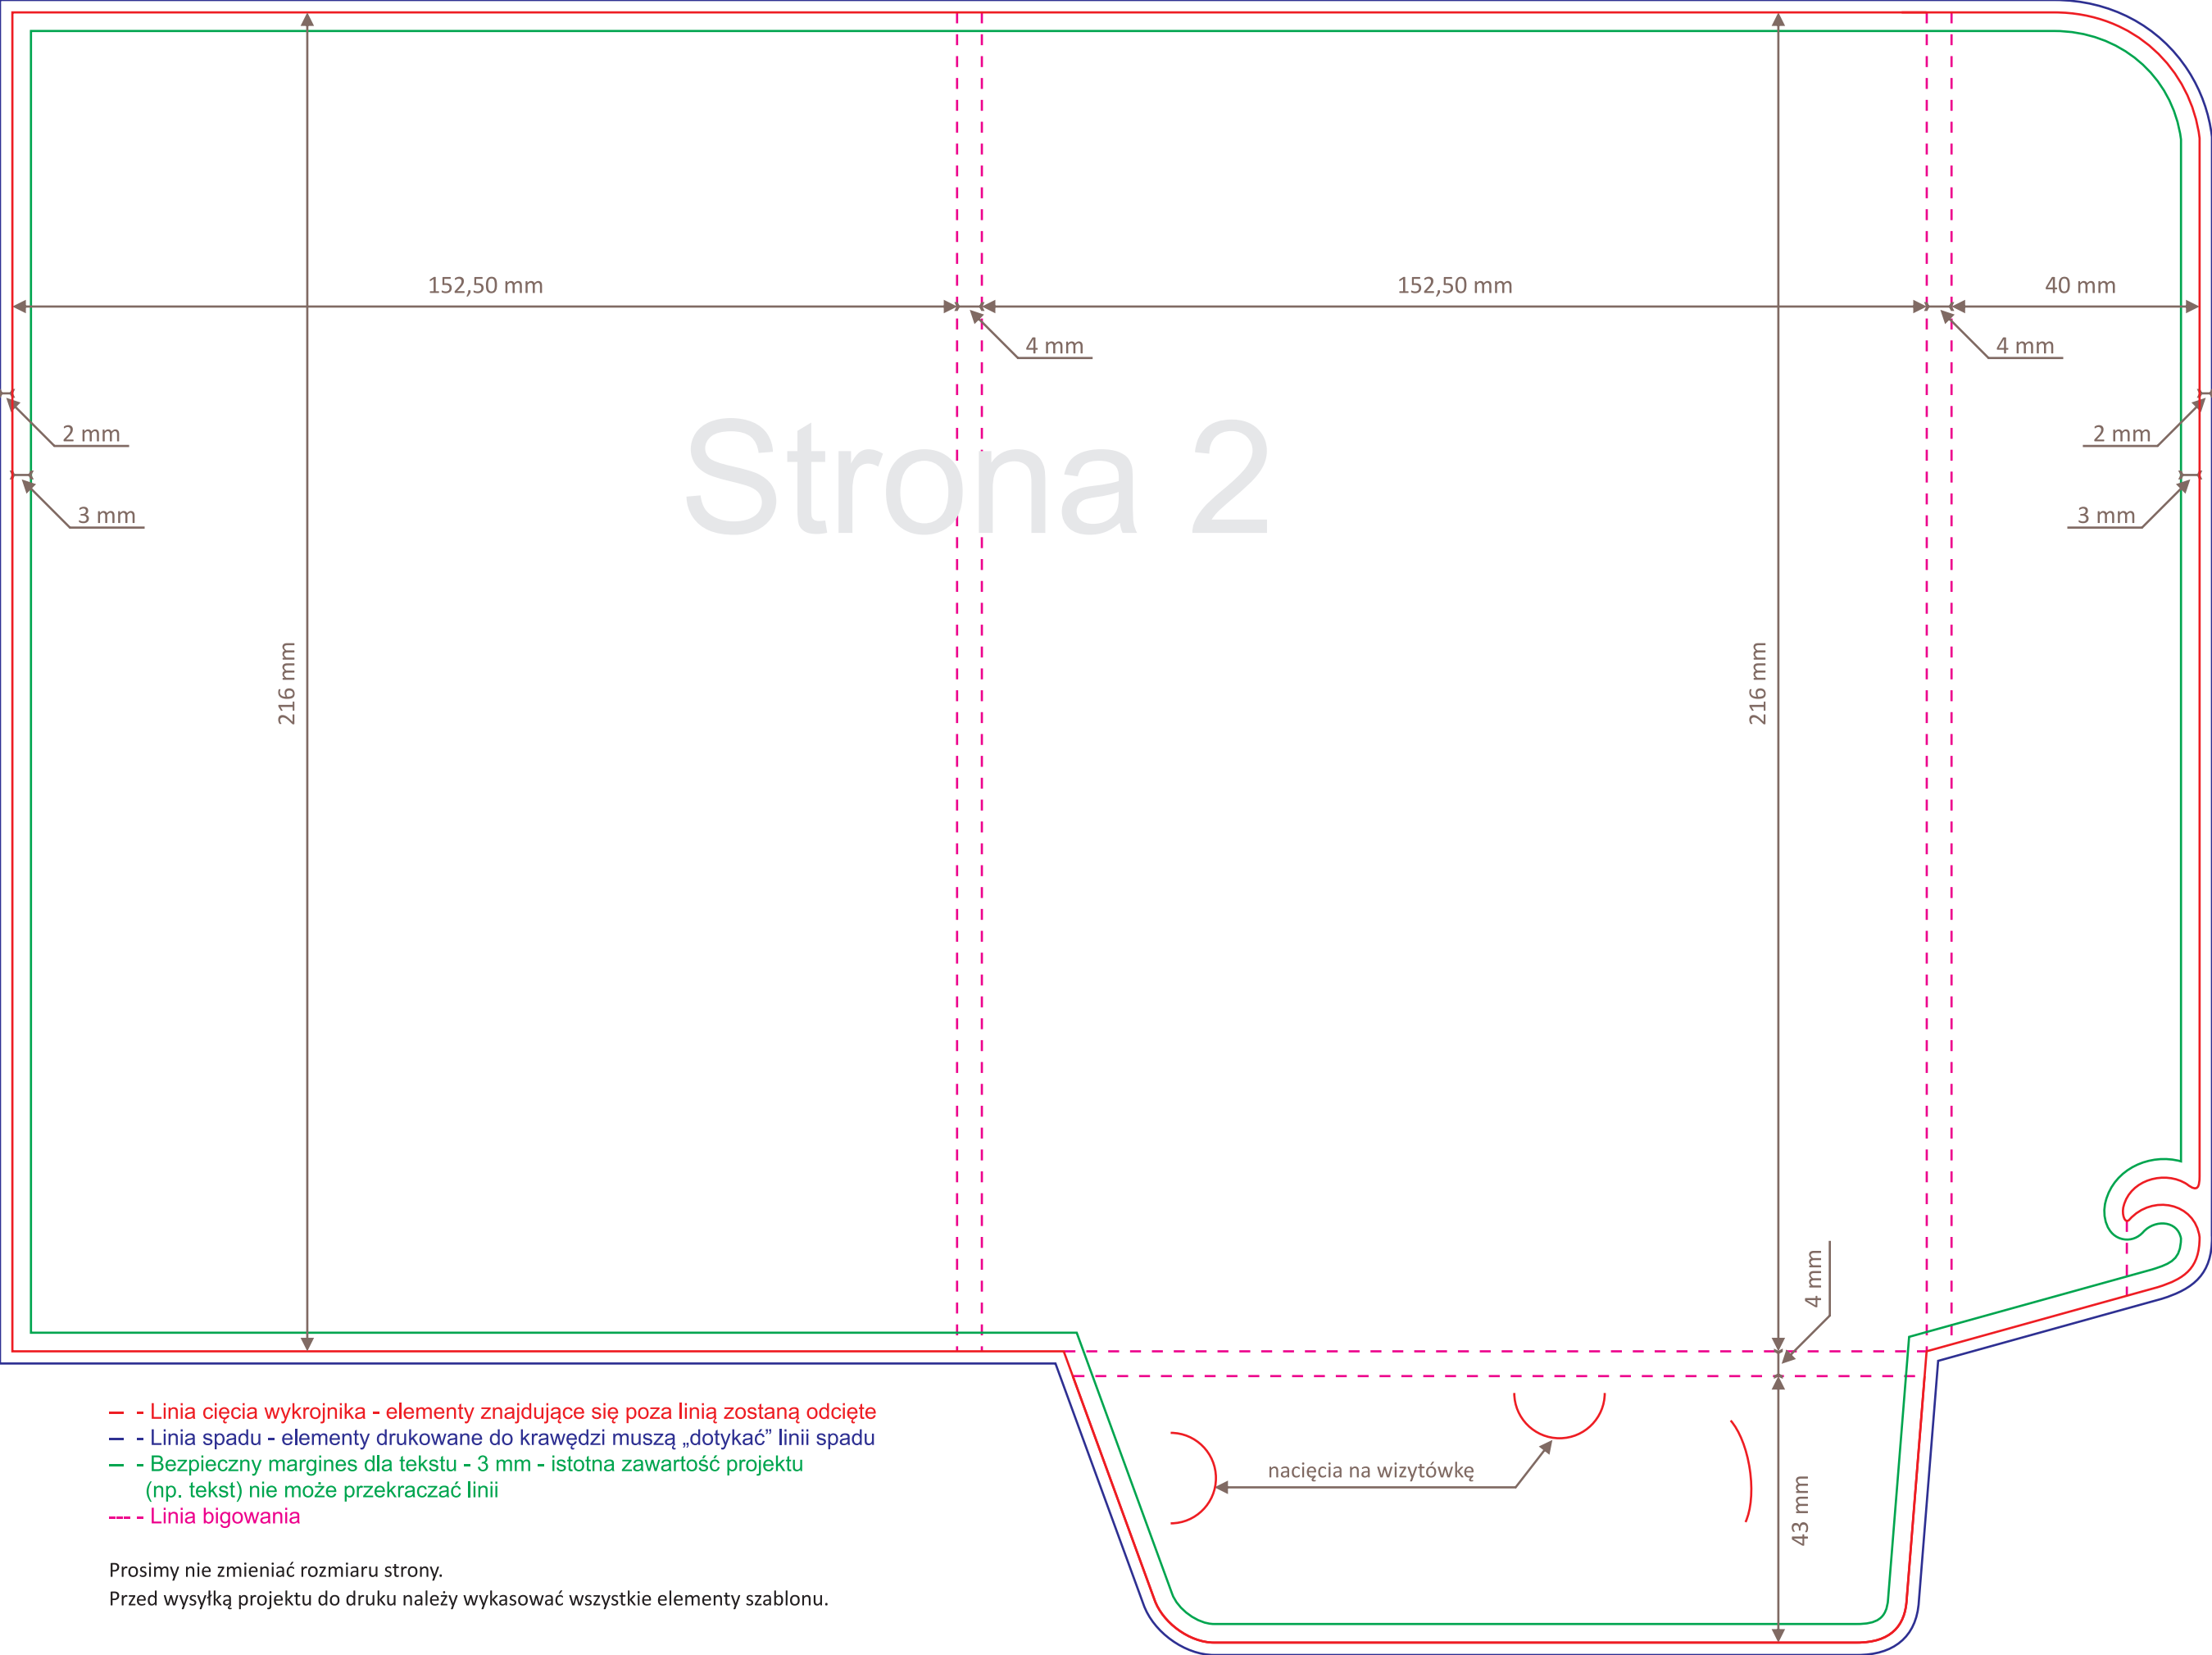 152,50 mm
152,50 mm
40 mm
4 mm
4 mm
2 mm
2 mm
3 mm
3 mm
Strona 2
216 mm
216 mm
4 mm
43 mm
nacięcia na wizytówkę
- Linia cięcia wykrojnika - elementy znajdujące się poza linią zostaną odcięte
- Linia spadu - elementy drukowane do krawędzi muszą „dotykać” linii spadu
- Bezpieczny margines dla tekstu - 3 mm - istotna zawartość projektu
(np. tekst) nie może przekraczać linii
- Linia bigowania
Prosimy nie zmieniać rozmiaru strony.
Przed wysyłką projektu do druku należy wykasować wszystkie elementy szablonu.